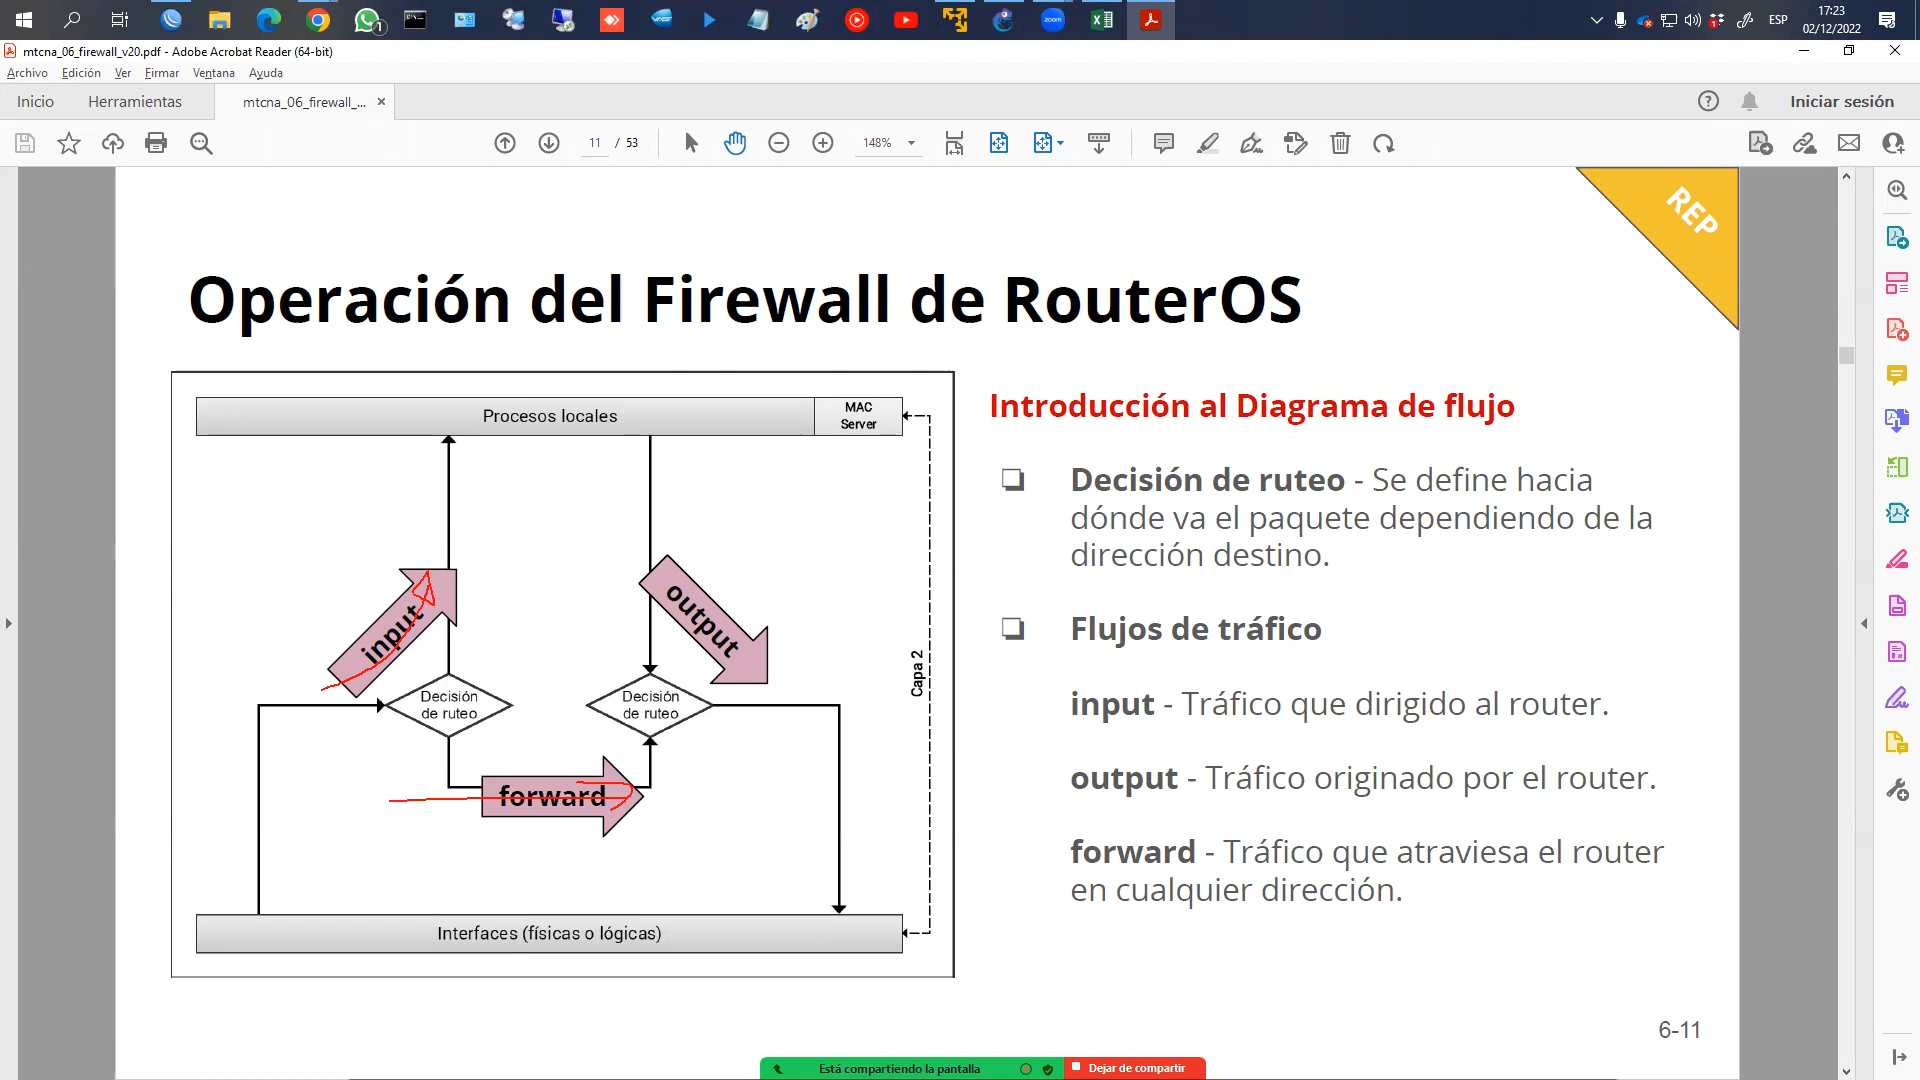 17:23
ESP
02/12/2022
1
1
mtcna_06_firewall_v20.pdf - Adobe Acrobat Reader (64-bit)
Archivo Edición Ver Firmar Ventana Ayuda
Inicio Herramientas mtcna_06_firewall_... × Iniciar sesión
11 / 53 148%
REP
Operación del Firewall de RouterOS
Procesos locales
MAC
Server
input
output
Decisión
de ruteo
Decisión
de ruteo
forward
Capa 2
Interfaces (físicas o lógicas)
Introducción al Diagrama de flujo
❏ Decisión de ruteo - Se define hacia
dónde va el paquete dependiendo de la
dirección destino.
❏ Flujos de tráfico
input - Tráfico que dirigido al router.
output - Tráfico originado por el router.
forward - Tráfico que atraviesa el router
en cualquier dirección.
6-11
Está compartiendo la pantalla Dejar de compartir